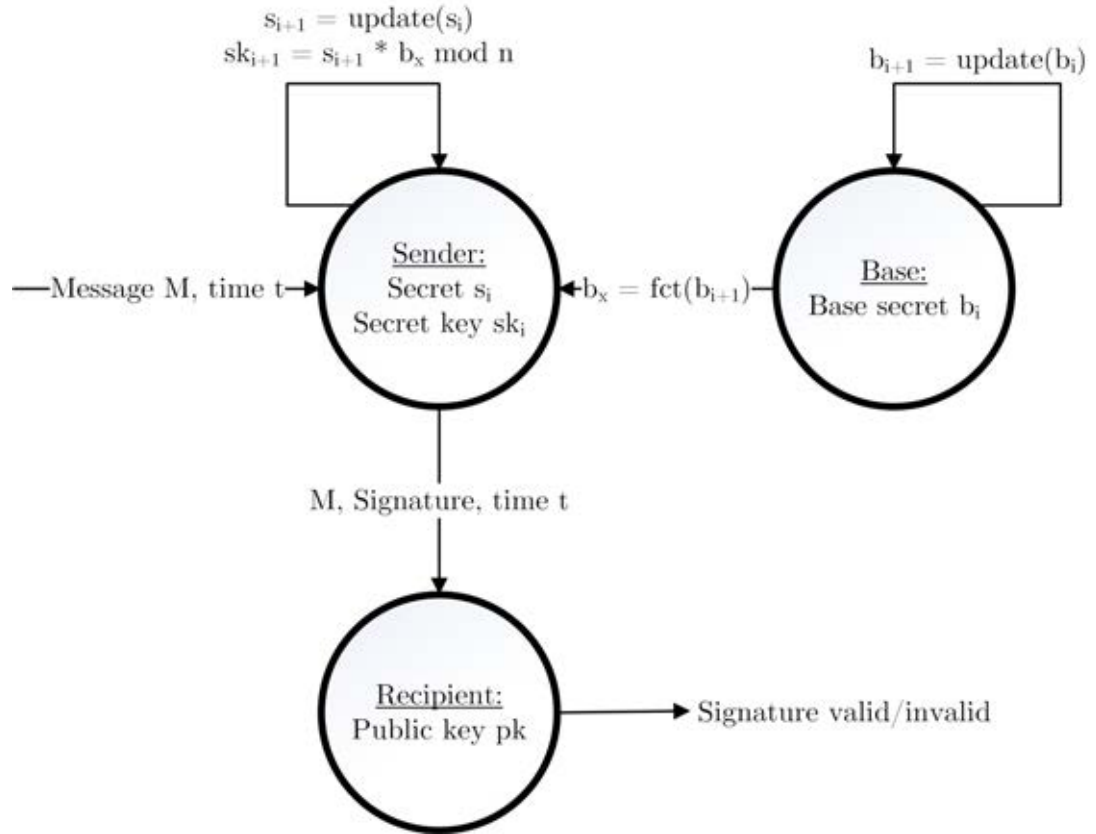 s_{i+1} = update(s_i)
sk_{i+1} = s_{i+1} * b_x mod n
b_{i+1} = update(b_i)
Sender:
Secret s_i
Secret key sk_i
Message M, time t
b_x = fct(b_{i+1})
Base:
Base secret b_i
M, Signature, time t
Recipient:
Public key pk
Signature valid/invalid